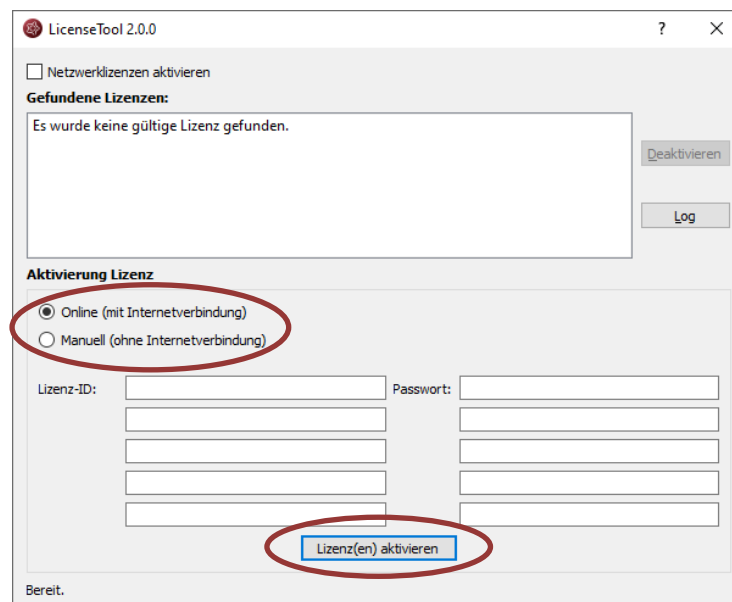 LicenseTool 2.0.0
?
Netzwerklizenzen aktivieren
Gefundene Lizenzen:
Es wurde keine gültige Lizenz gefunden.
Deaktivieren
Log
Aktivierung Lizenz
Online (mit Internetverbindung)
Manuell (ohne Internetverbindung)
Lizenz-ID:
Passwort:
Lizenz(en) aktivieren
Bereit.